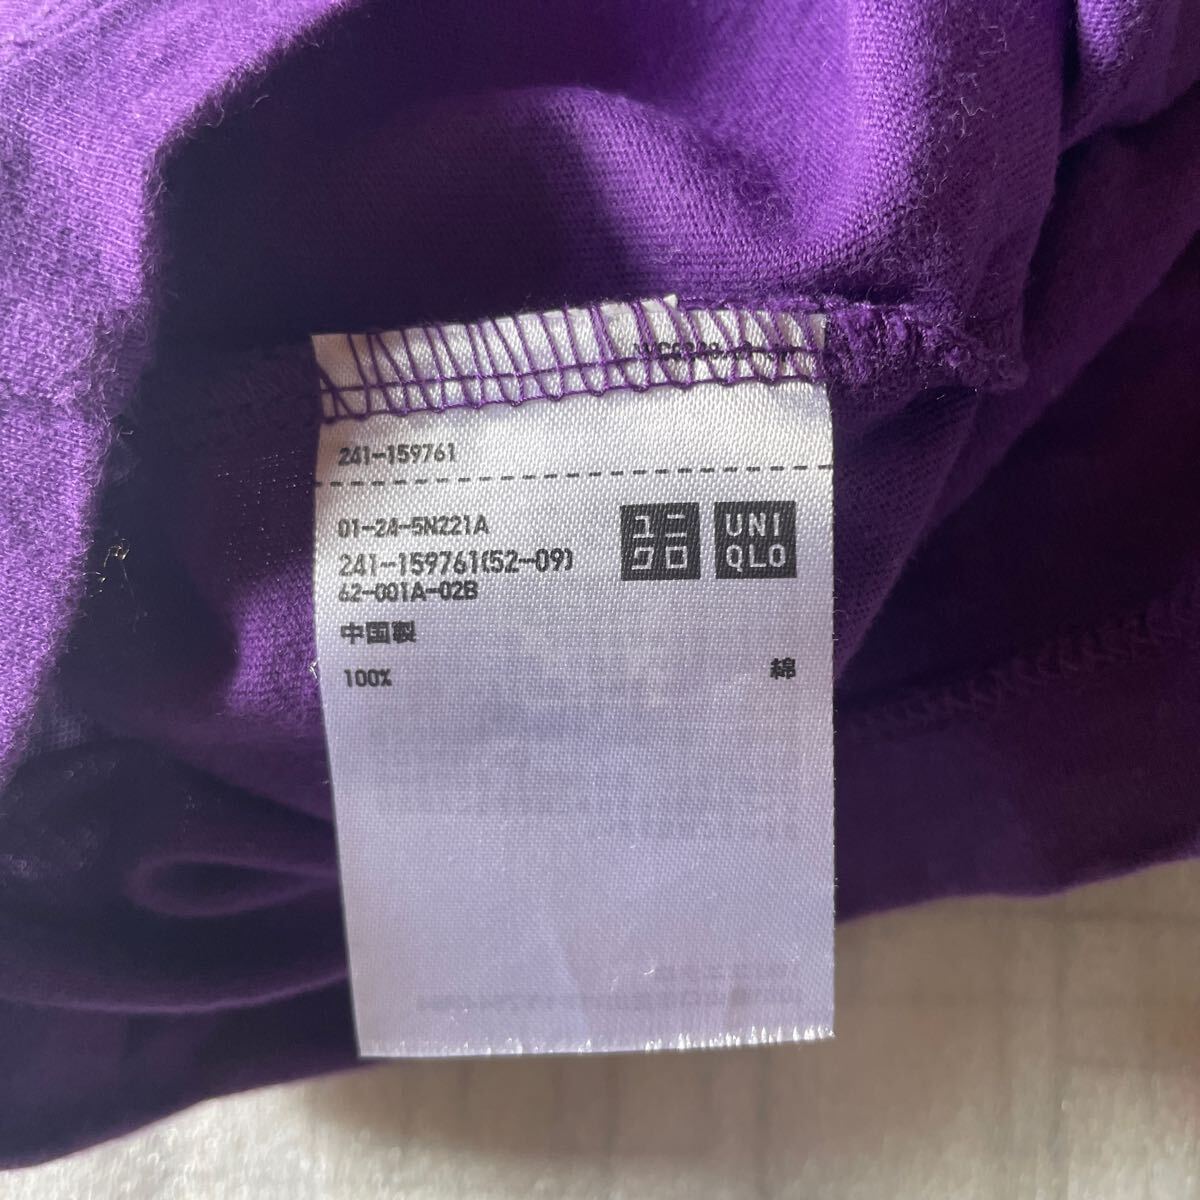 241-159761
01-24-5N221A
241-159761(52-09)
62-001A-02B
ユニ
クロ
UNI
QLO
中国製
100% 綿